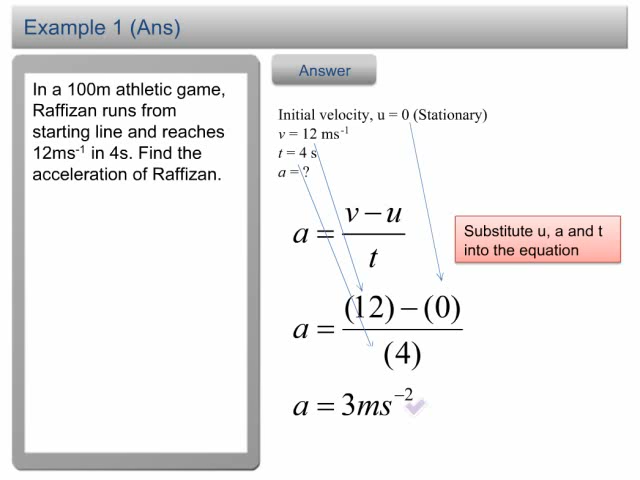 Example 1 (Ans)
In a 100m athletic game,
Raffizan runs from
starting line and reaches
12ms⁻¹ in 4s. Find the
acceleration of Raffizan.
Answer
Initial velocity, u = 0 (Stationary)
v = 12 ms⁻¹
t = 4 s
a = ?
a = (v − u) / t
Substitute u, a and t
into the equation
a = ((12) − (0)) / (4)
a = 3ms⁻²